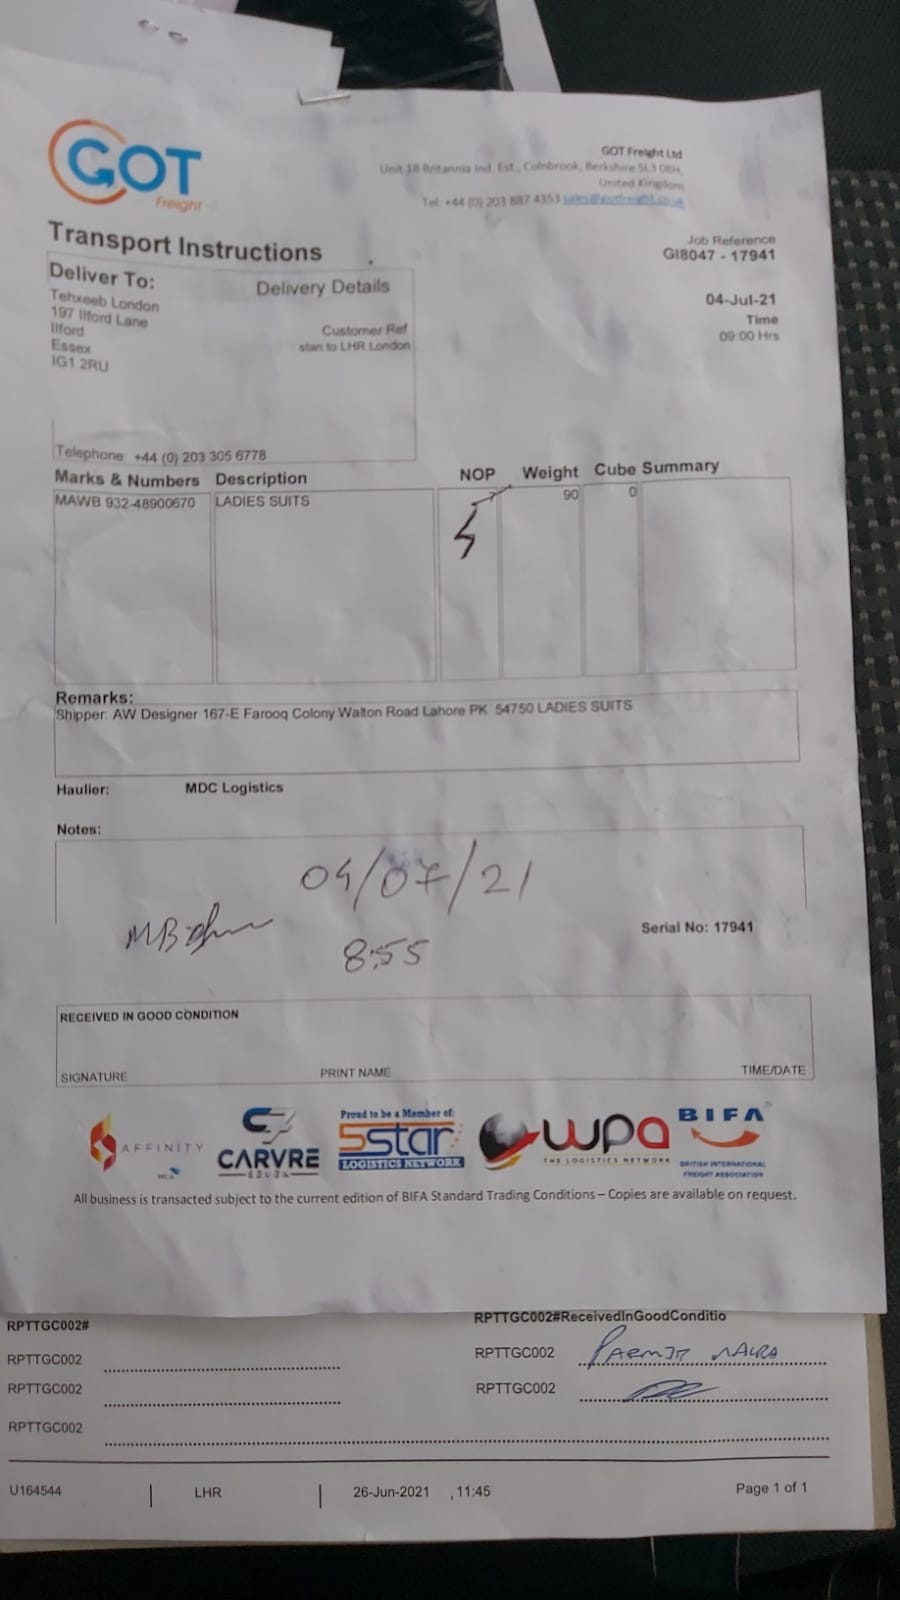 GOT
Freight
GOT Freight Ltd
Unit 18 Britannia Ind. Est., Colnbrook, Berkshire SL3 0BH,
United Kingdom
Tel: +44 (0) 203 887 4353 sales@gotfreight.co.uk
Transport Instructions
Job Reference
GI8047 - 17941
04-Jul-21
Time
09:00 Hrs
Deliver To:
Tehxeeb London
197 Ilford Lane
Ilford
Essex
IG1 2RU
Telephone: +44 (0) 203 305 6778
Delivery Details
Customer Ref
stan to LHR London
Marks & Numbers Description NOP Weight Cube Summary
MAWB 932-48900670 LADIES SUITS 7 90 0
Remarks:
Shipper: AW Designer 167-E Farooq Colony Walton Road Lahore PK 54750 LADIES SUITS
Haulier: MDC Logistics
Notes:
04/07/21
8:55
Serial No: 17941
RECEIVED IN GOOD CONDITION
SIGNATURE PRINT NAME TIME/DATE
AFFINITY
WCA
CARVRE
Proud to be a Member of:
5star
LOGISTICS NETWORK
wpa
THE LOGISTICS NETWORK
BIFA
BRITISH INTERNATIONAL
FREIGHT ASSOCIATION
All business is transacted subject to the current edition of BIFA Standard Trading Conditions – Copies are available on request.
RPTTGC002# RPTTGC002#ReceivedInGoodConditio
RPTTGC002 RPTTGC002
RPTTGC002 RPTTGC002
RPTTGC002
U164544 | LHR | 26-Jun-2021 , 11:45 Page 1 of 1